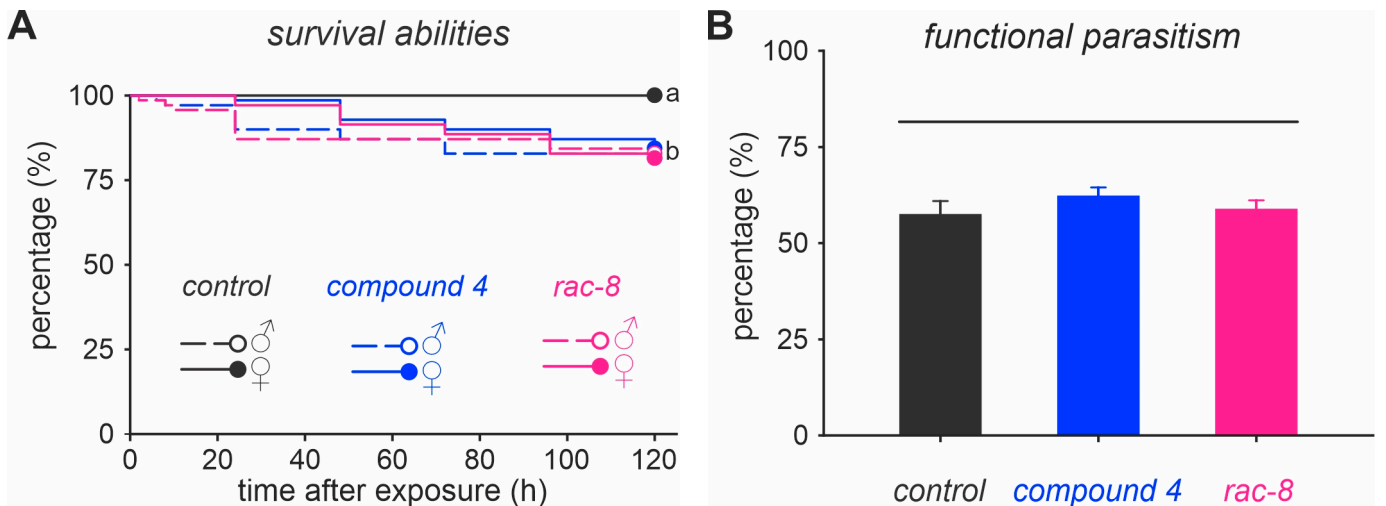 A
survival abilities
percentage (%)
100
75
50
25
0
a
b
control
compound 4
rac-8
♂ ♂ ♂
♀ ♀ ♀
0 20 40 60 80 100 120
time after exposure (h)
B
functional parasitism
percentage (%)
100
75
50
25
0
control compound 4 rac-8